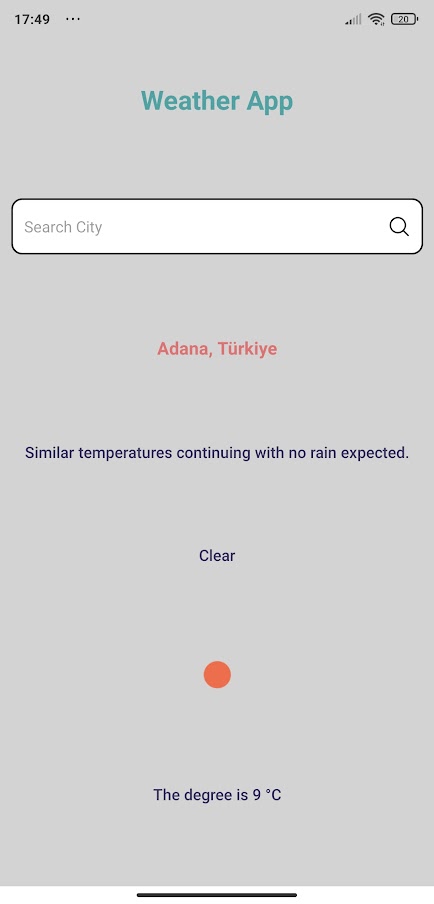 17:49 ...
20
Weather App
Search City
Adana, Türkiye
Similar temperatures continuing with no rain expected.
Clear
The degree is 9 °C